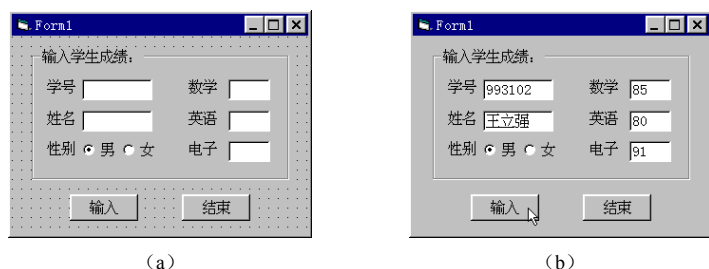 Form1
输入学生成绩:
学号 数学
姓名 英语
性别 男 女 电子
输入 结束
(a)
Form1
输入学生成绩:
学号 993102 数学 85
姓名 王立强 英语 80
性别 男 女 电子 91
输入 结束
(b)